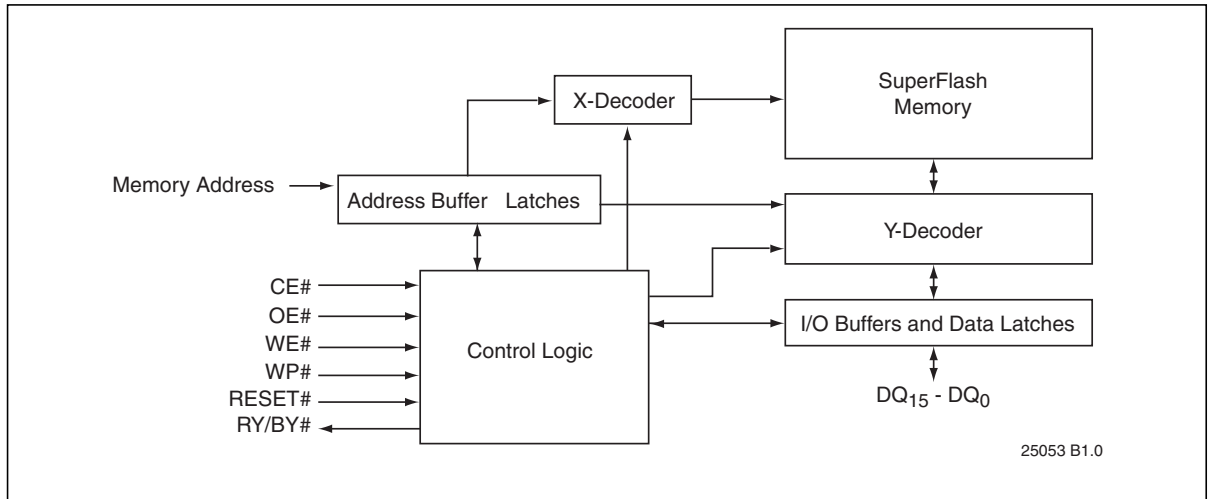 SuperFlash
Memory
X-Decoder
Memory Address
Address Buffer Latches
Y-Decoder
CE#
OE#
WE#
WP#
RESET#
RY/BY#
Control Logic
I/O Buffers and Data Latches
DQ15 - DQ0
25053 B1.0